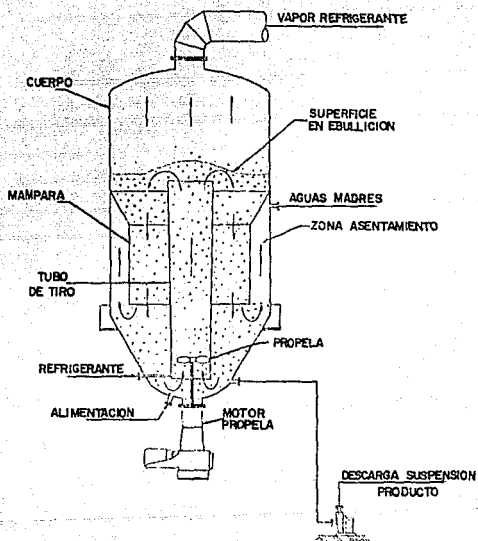 VAPOR REFRIGERANTE
CUERPO
SUPERFICIE
EN EBULLICION
MAMPARA
AGUAS MADRES
ZONA ASENTAMIENTO
TUBO
DE TIRO
PROPELA
REFRIGERANTE
ALIMENTACION
MOTOR
PROPELA
DESCARGA SUSPENSION
PRODUCTO